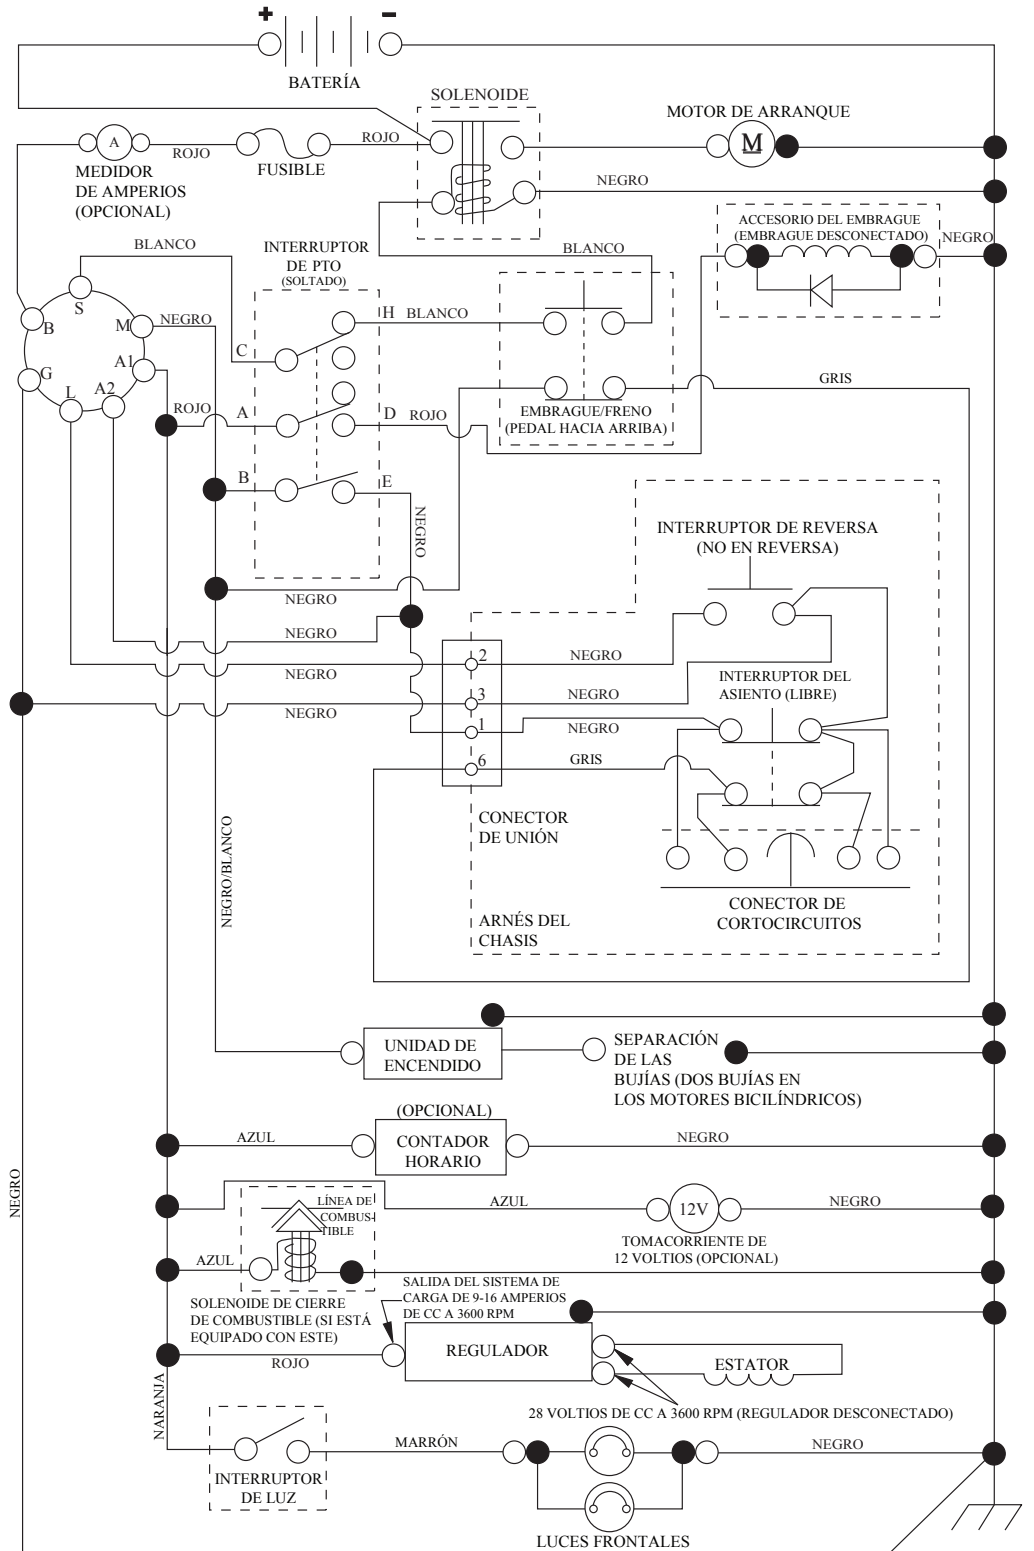 +
−
BATERÍA
SOLENOIDE
MOTOR DE ARRANQUE
A
ROJO
ROJO
M
MEDIDOR
DE AMPERIOS
(OPCIONAL)
FUSIBLE
NEGRO
ACCESORIO DEL EMBRAGUE
(EMBRAGUE DESCONECTADO)
NEGRO
BLANCO
INTERRUPTOR
DE PTO
(SOLTADO)
BLANCO
S
B
M
NEGRO
H
BLANCO
C
A1
G
L
A2
GRIS
ROJO
A
D
ROJO
EMBRAGUE/FRENO
(PEDAL HACIA ARRIBA)
B
E
NEGRO
INTERRUPTOR DE REVERSA
(NO EN REVERSA)
NEGRO
NEGRO
2
NEGRO
NEGRO
INTERRUPTOR DEL
ASIENTO (LIBRE)
3
NEGRO
NEGRO
1
NEGRO
6
GRIS
CONECTOR
DE UNIÓN
NEGRO/BLANCO
CONECTOR DE
CORTOCIRCUITOS
ARNÉS DEL
CHASIS
UNIDAD DE
ENCENDIDO
SEPARACIÓN
DE LAS
BUJÍAS (DOS BUJÍAS EN
LOS MOTORES BICILÍNDRICOS)
(OPCIONAL)
AZUL
CONTADOR
HORARIO
NEGRO
NEGRO
LÍNEA DE
COMBUS-
TIBLE
AZUL
12V
NEGRO
TOMACORRIENTE DE
12 VOLTIOS (OPCIONAL)
AZUL
SOLENOIDE DE CIERRE
DE COMBUSTIBLE (SI ESTÁ
EQUIPADO CON ESTE)
SALIDA DEL SISTEMA DE
CARGA DE 9-16 AMPERIOS
DE CC A 3600 RPM
ROJO
REGULADOR
ESTATOR
28 VOLTIOS DE CC A 3600 RPM (REGULADOR DESCONECTADO)
NARANJA
MARRÓN
NEGRO
INTERRUPTOR
DE LUZ
LUCES FRONTALES